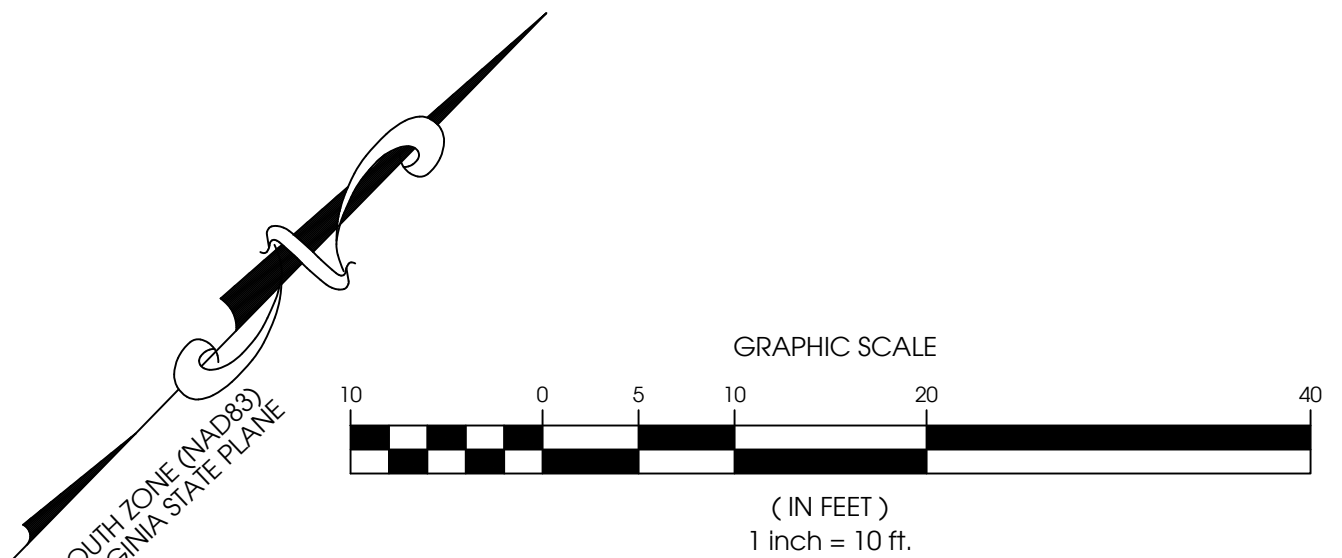 GRAPHIC SCALE
10 0 5 10 20 40
( IN FEET )
1 inch = 10 ft.
OUTH ZONE (NAD83)
GINIA STATE PLANE